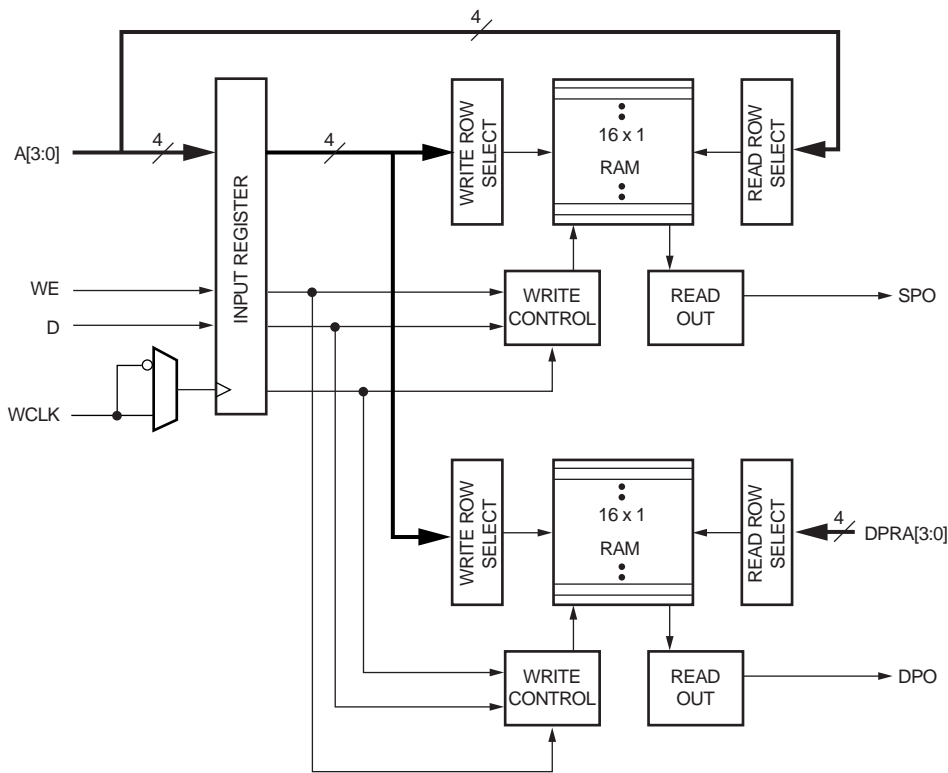 4
A[3:0]
4
4
INPUT REGISTER
WRITE ROW
SELECT
16 x 1
RAM
READ ROW
SELECT
WE
D
WCLK
WRITE
CONTROL
READ
OUT
SPO
WRITE ROW
SELECT
16 x 1
RAM
READ ROW
SELECT
4
DPRA[3:0]
WRITE
CONTROL
READ
OUT
DPO